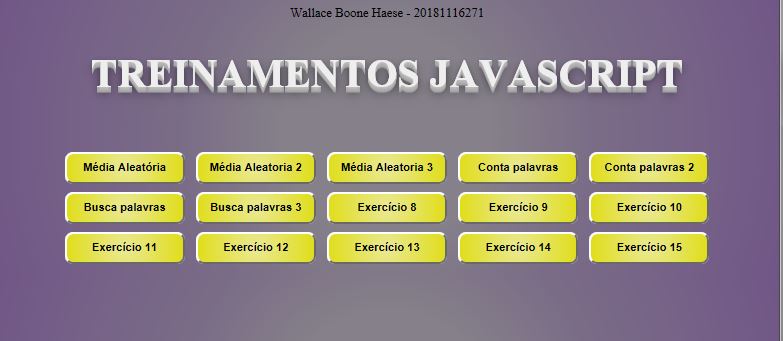 Wallace Boone Haese - 20181116271
TREINAMENTOS JAVASCRIPT
Média Aleatória Média Aleatoria 2 Média Aleatoria 3 Conta palavras Conta palavras 2
Busca palavras Busca palavras 3 Exercício 8 Exercício 9 Exercício 10
Exercício 11 Exercício 12 Exercício 13 Exercício 14 Exercício 15